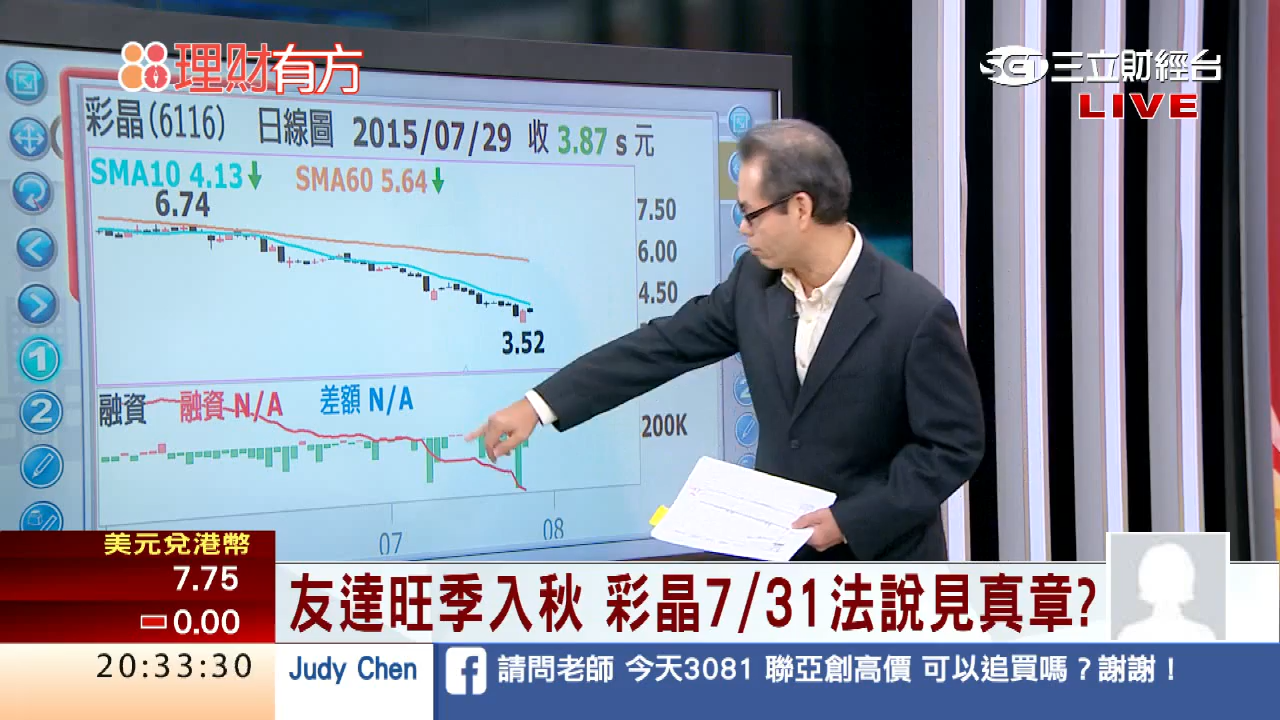 理財有方
SET 三立財經台
LIVE
彩晶(6116) 日線圖 2015/07/29 收 3.87 s 元
SMA10 4.13↓ SMA60 5.64↓
6.74
7.50
6.00
4.50
3.52
融資 融資 N/A 差額 N/A
200K
07 08
1
2
美元兌港幣
7.75
0.00
友達旺季入秋 彩晶7/31法說見真章?
20:33:30
Judy Chen
請問老師 今天3081 聯亞創高價 可以追買嗎?謝謝!